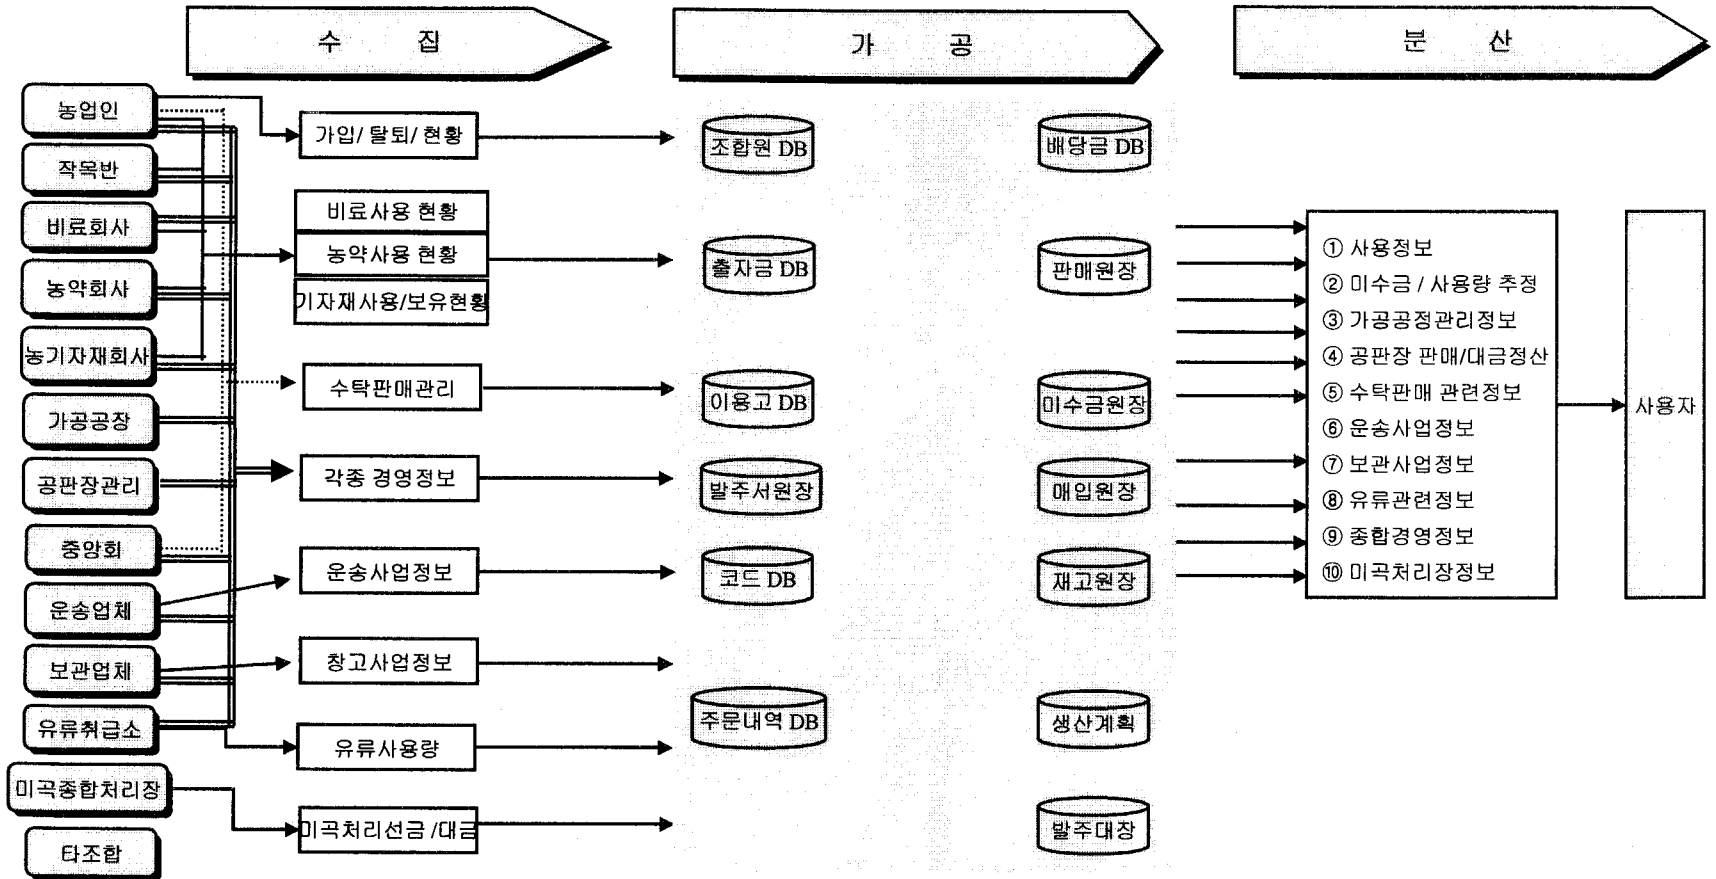 수 집
가 공
분 산
농업인
작목반
비료회사
농약회사
농기자재회사
가공공장
공판장관리
중앙회
운송업체
보관업체
유류취급소
미곡종합처리장
타조합
가입/ 탈퇴/ 현황
비료사용 현황
농약사용 현황
기자재사용/보유현황
수탁판매관리
각종 경영정보
운송사업정보
창고사업정보
유류사용량
미곡처리선금 /대금
조합원 DB
출자금 DB
이용고 DB
발주서원장
코드 DB
주문내역 DB
배당금 DB
판매원장
미수금원장
매입원장
재고원장
생산계획
발주대장
① 사용정보
② 미수금 / 사용량 추정
③ 가공공정관리정보
④ 공판장 판매/대금정산
⑤ 수탁판매 관련정보
⑥ 운송사업정보
⑦ 보관사업정보
⑧ 유류관련정보
⑨ 종합경영정보
⑩ 미곡처리장정보
사용자